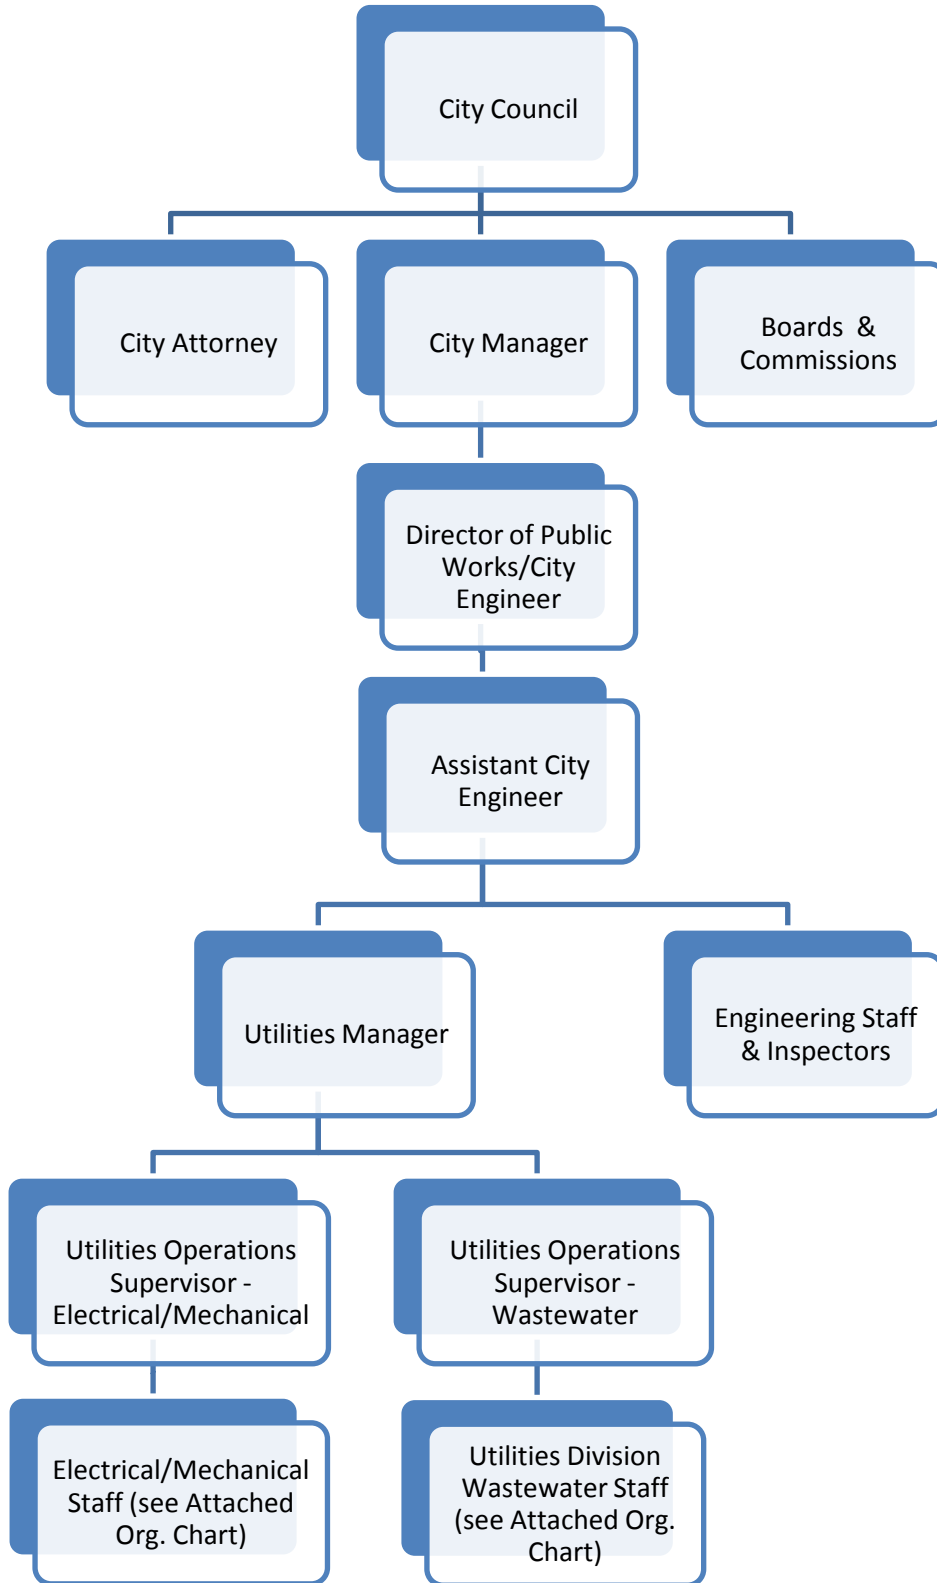 City Council
City Attorney
City Manager
Boards & 
Commissions
Director of Public
Works/City
Engineer
Assistant City
Engineer
Utilities Manager
Engineering Staff
& Inspectors
Utilities Operations
Supervisor -
Electrical/Mechanical
Utilities Operations
Supervisor -
Wastewater
Electrical/Mechanical
Staff (see Attached
Org. Chart)
Utilities Division
Wastewater Staff
(see Attached Org.
Chart)